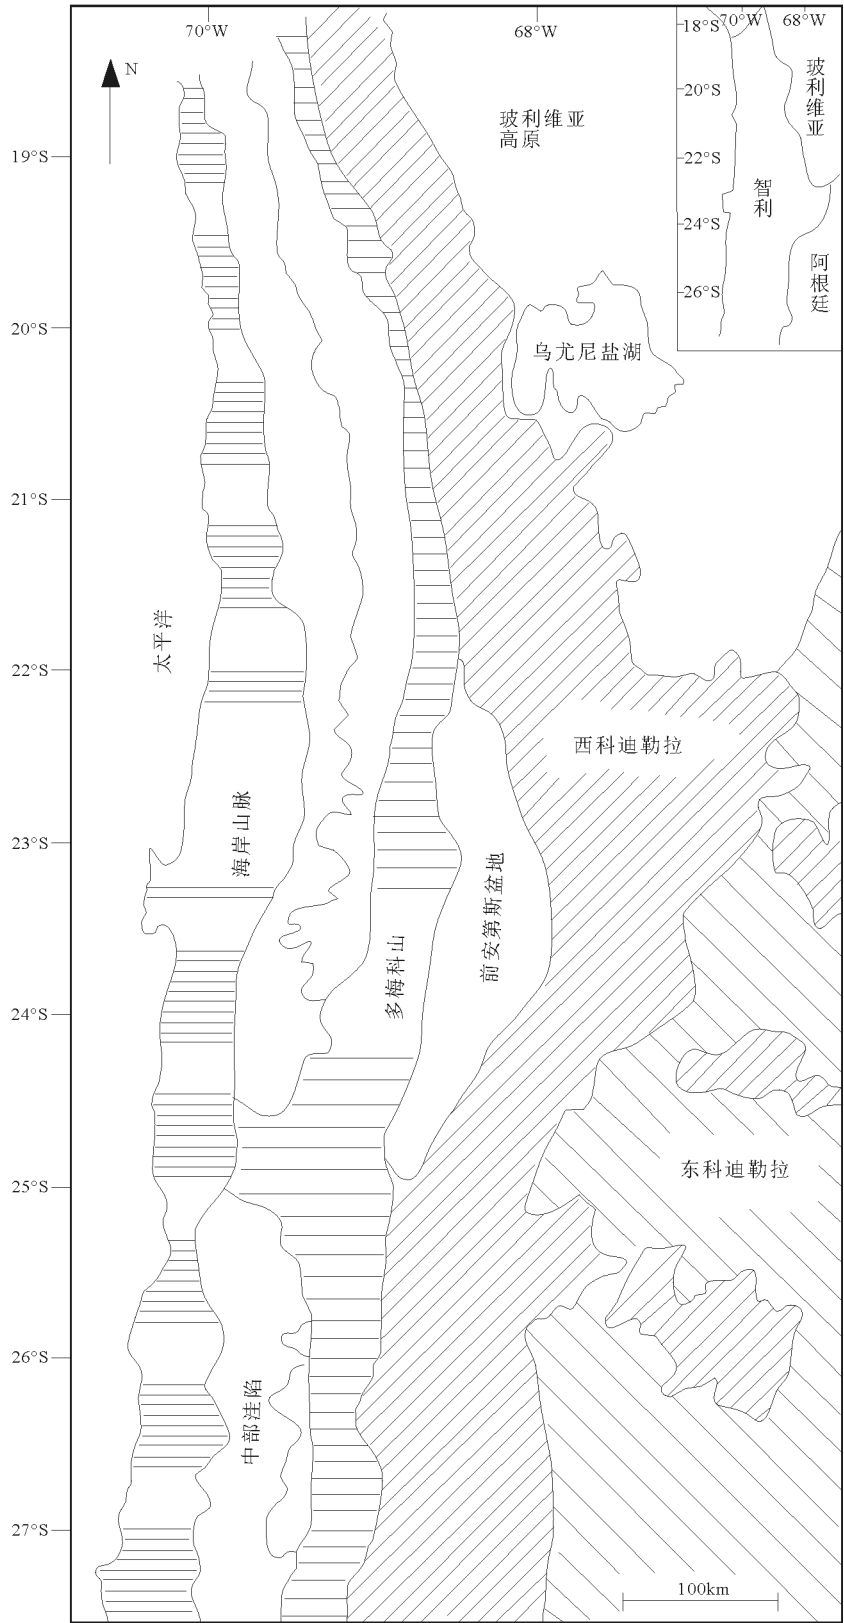 70°W
68°W
N
玻利维亚
高原
19°S
20°S
21°S
22°S
23°S
24°S
25°S
26°S
27°S
乌尤尼盐湖
太平洋
西科迪勒拉
海岸山脉
前安第斯盆地
多梅科山
东科迪勒拉
中部洼陷
100km
70°W
68°W
18°S
20°S
22°S
24°S
26°S
玻利维亚
智利
阿根廷